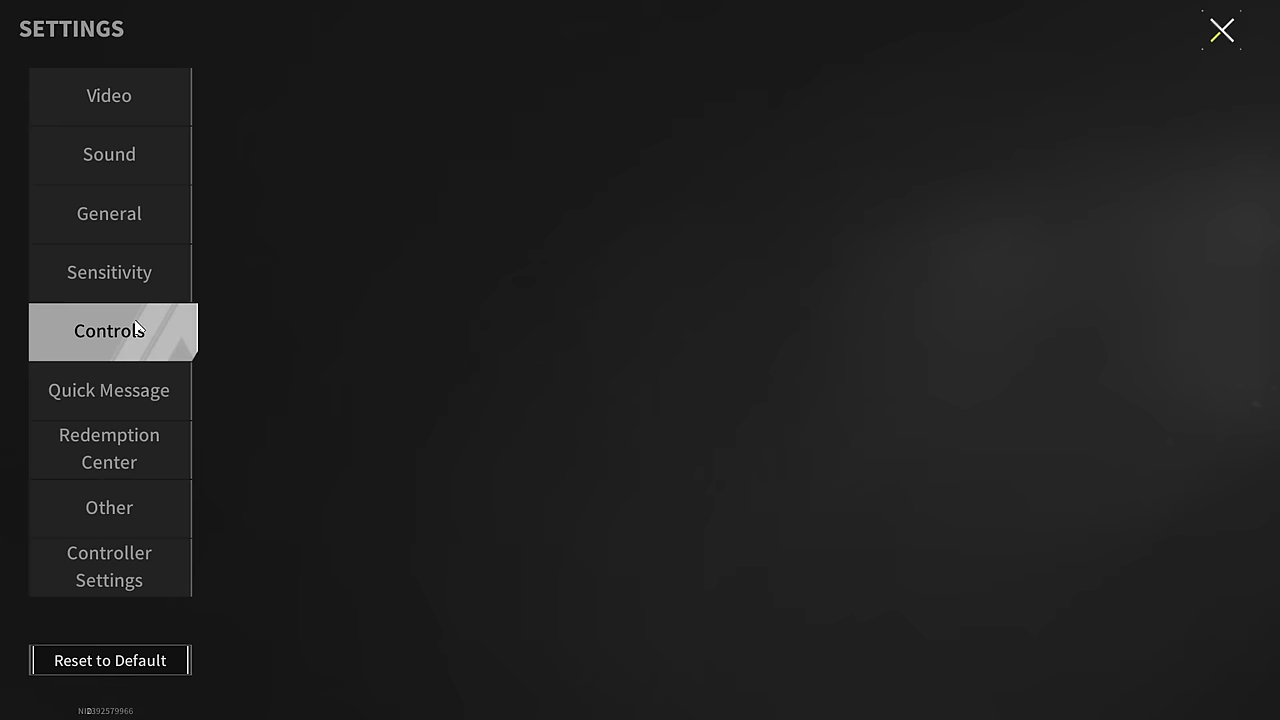 SETTINGS
Video
Sound
General
Sensitivity
Controls
Quick Message
Redemption
Center
Other
Controller
Settings
Reset to Default